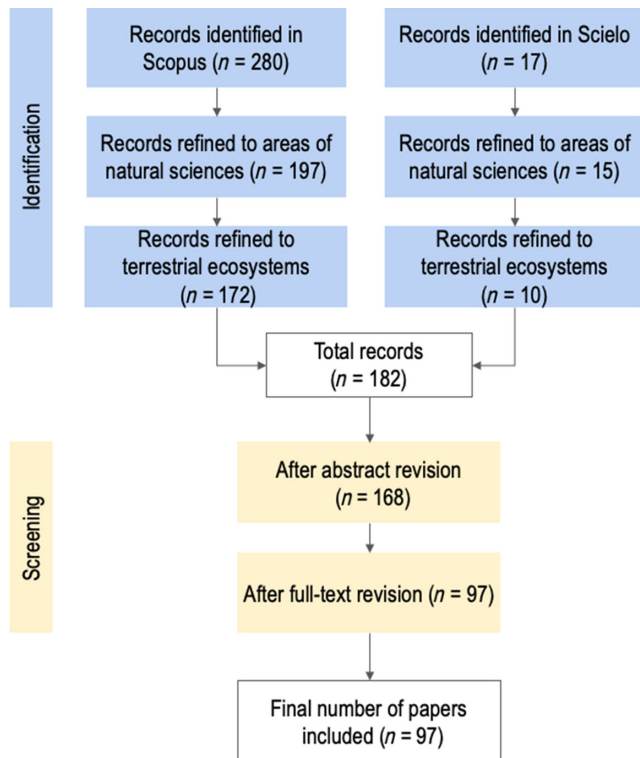 Identification
Records identified in
Scopus (n = 280)
Records identified in Scielo
(n = 17)
Records refined to areas of
natural sciences (n = 197)
Records refined to areas of
natural sciences (n = 15)
Records refined to
terrestrial ecosystems
(n = 172)
Records refined to
terrestrial ecosystems
(n = 10)
Total records
(n = 182)
Screening
After abstract revision
(n = 168)
After full-text revision (n = 97)
Final number of papers
included (n = 97)